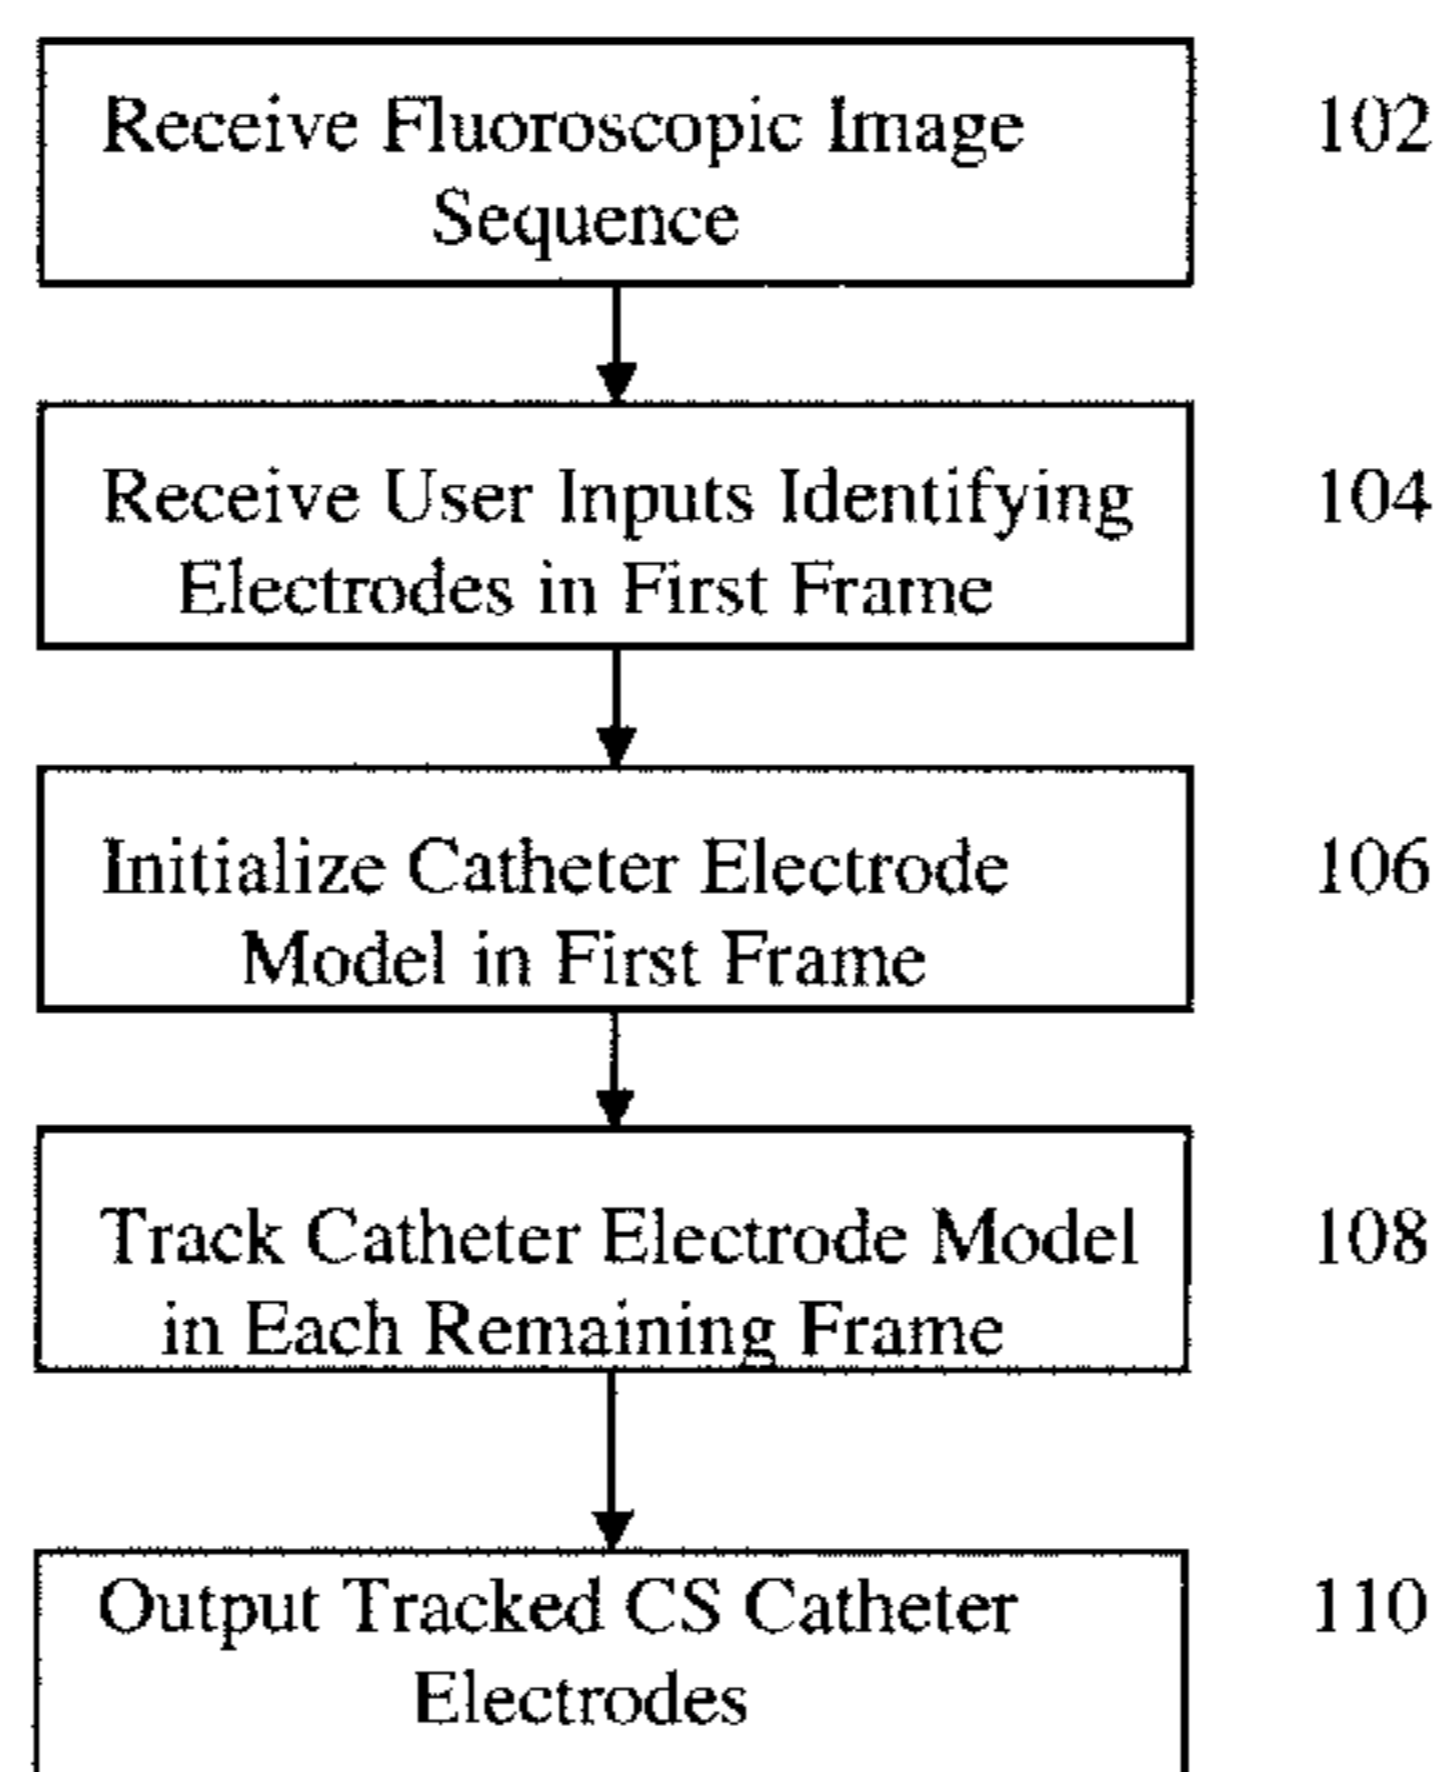 Receive Fluoroscopic Image
Sequence
102
Receive User Inputs Identifying
Electrodes in First Frame
104
Initialize Catheter Electrode
Model in First Frame
106
Track Catheter Electrode Model
in Each Remaining Frame
108
Output Tracked CS Catheter
Electrodes
110